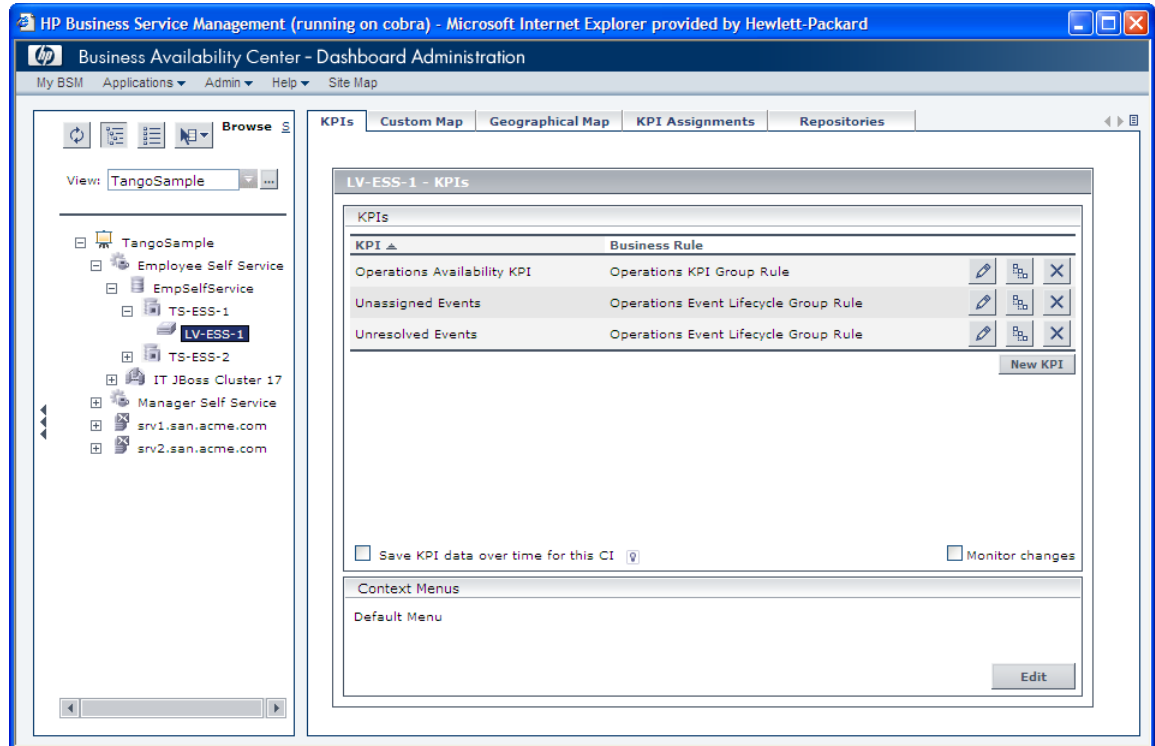 HP Business Service Management (running on cobra) - Microsoft Internet Explorer provided by Hewlett-Packard
hp Business Availability Center - Dashboard Administration
My BSM Applications Admin Help Site Map
Browse S
View: TangoSample ...
TangoSample
Employee Self Service
EmpSelfService
TS-ESS-1
LV-ESS-1
TS-ESS-2
IT JBoss Cluster 17
Manager Self Service
srv1.san.acme.com
srv2.san.acme.com
KPIs Custom Map Geographical Map KPI Assignments Repositories
LV-ESS-1 - KPIs
KPIs
KPI Business Rule
Operations Availability KPI Operations KPI Group Rule
Unassigned Events Operations Event Lifecycle Group Rule
Unresolved Events Operations Event Lifecycle Group Rule
New KPI
Save KPI data over time for this CI Monitor changes
Context Menus
Default Menu
Edit